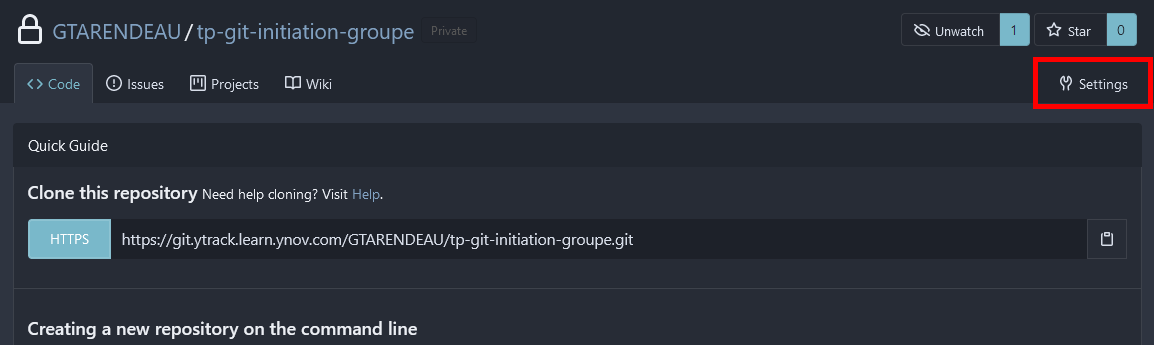 GTARENDEAU / tp-git-initiation-groupe Private Unwatch 1 Star 0
Code Issues Projects Wiki Settings
Quick Guide
Clone this repository Need help cloning? Visit Help.
HTTPS https://git.ytrack.learn.ynov.com/GTARENDEAU/tp-git-initiation-groupe.git
Creating a new repository on the command line